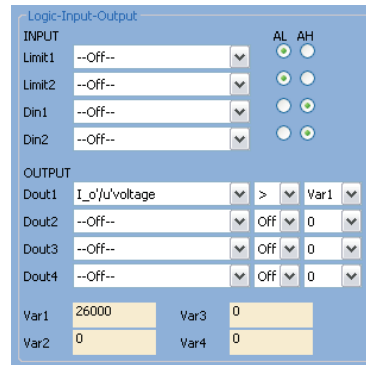 Logic-Input-Output
INPUT AL AH
Limit1 --Off--
Limit2 --Off--
Din1 --Off--
Din2 --Off--
OUTPUT
Dout1 I_o'/u'voltage > Var1
Dout2 --Off-- Off 0
Dout3 --Off-- Off 0
Dout4 --Off-- Off 0
Var1 26000 Var3 0
Var2 0 Var4 0